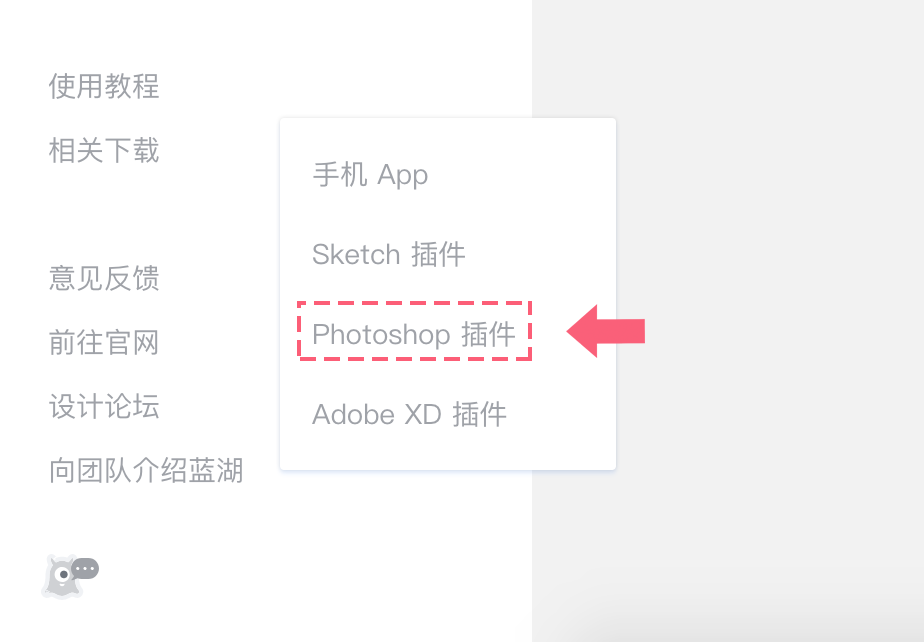 使用教程
相关下载
意见反馈
前往官网
设计论坛
向团队介绍蓝湖
手机 App
Sketch 插件
Photoshop 插件
Adobe XD 插件